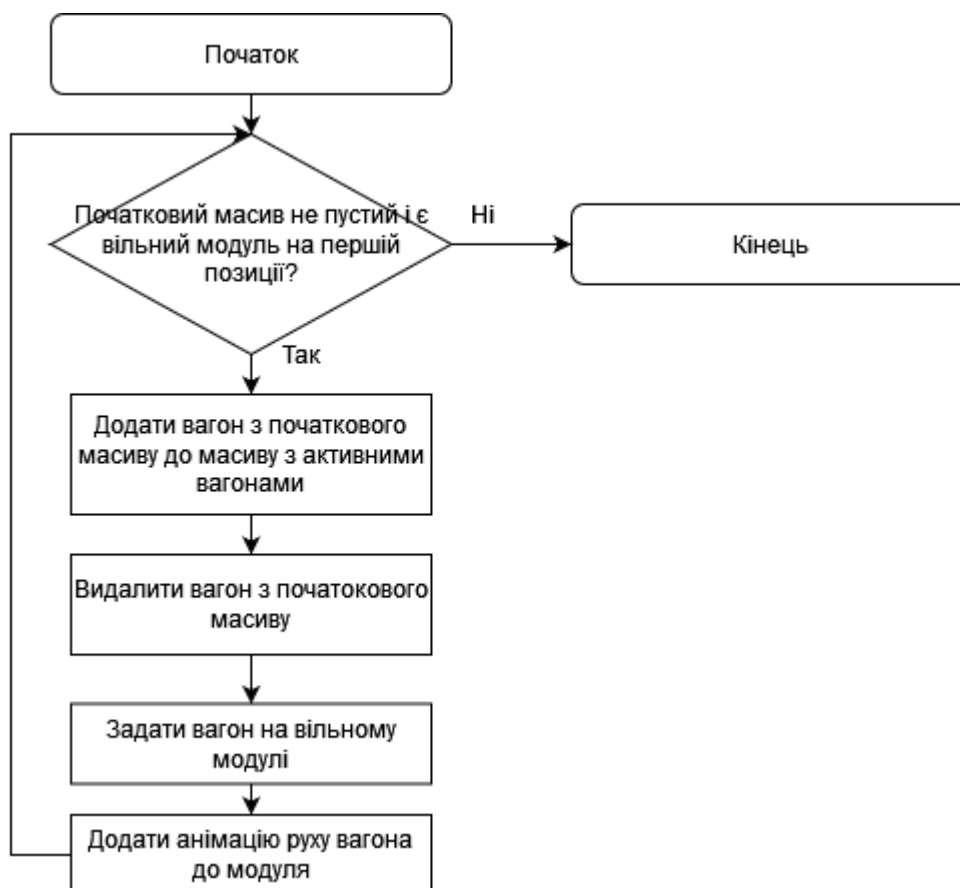 Початок
Початковий масив не пустий і є
вільний модуль на першій
позиції?
Ні
Кінець
Так
Додати вагон з початкового
масиву до масиву з активними
вагонами
Видалити вагон з початокового
масиву
Задати вагон на вільному
модулі
Додати анімацію руху вагона
до модуля